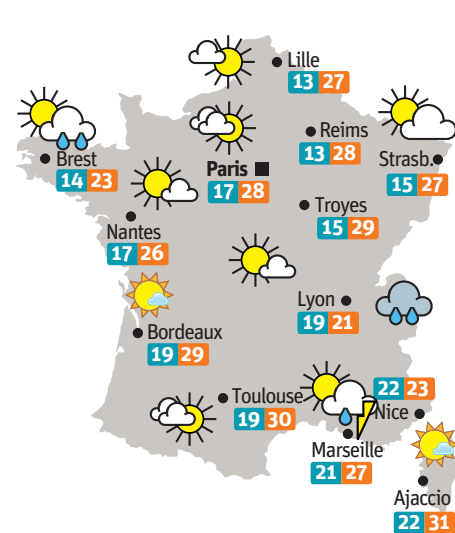 Lille
13 27
Reims
13 28
Brest
14 23
Paris
17 28
Strasb.
15 27
Troyes
15 29
Nantes
17 26
Lyon
19 21
Bordeaux
19 29
Toulouse
19 30
22 23
Nice
Marseille
21 27
Ajaccio
22 31